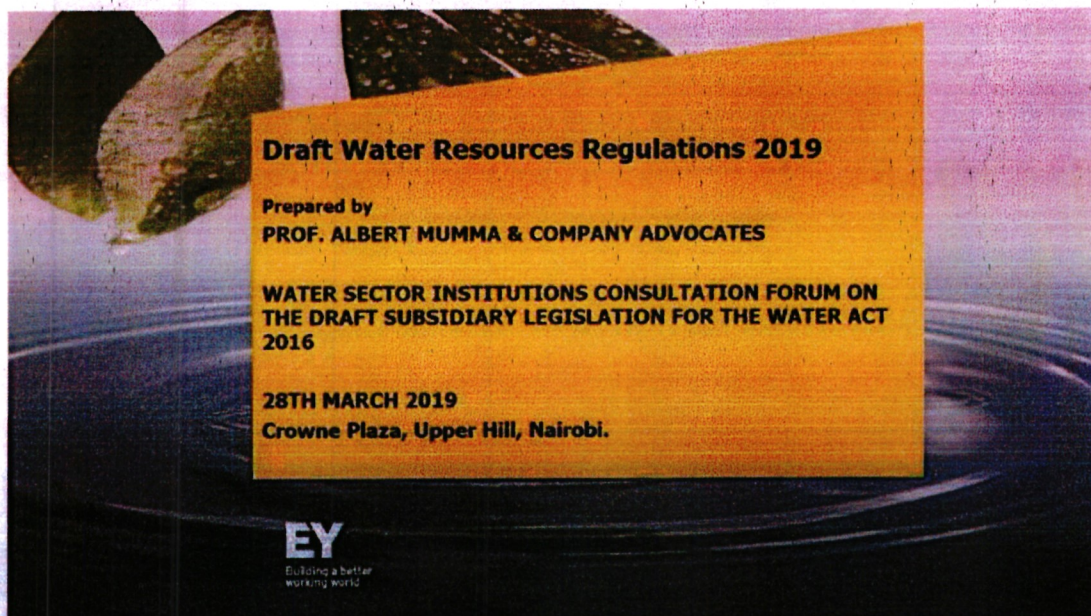 Draft Water Resources Regulations 2019
Prepared by
PROF. ALBERT MUMMA & COMPANY ADVOCATES
WATER SECTOR INSTITUTIONS CONSULTATION FORUM ON
THE DRAFT SUBSIDIARY LEGISLATION FOR THE WATER ACT
2016
28TH MARCH 2019
Crowne Plaza, Upper Hill, Nairobi.
EY
Building a better
working world